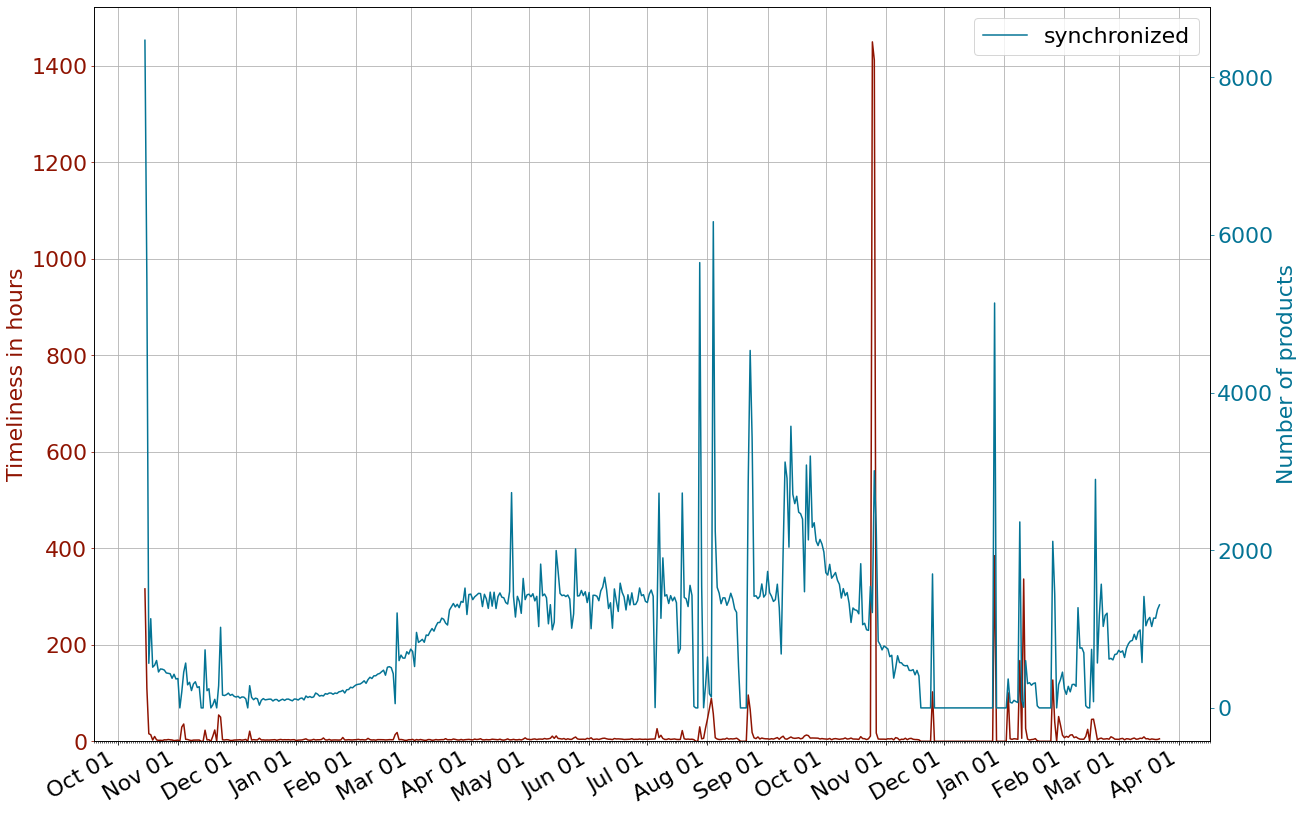 synchronized
Timeliness in hours
1400
1200
1000
800
600
400
200
0
Number of products
8000
6000
4000
2000
0
Oct 01
Nov 01
Dec 01
Jan 01
Feb 01
Mar 01
Apr 01
May 01
Jun 01
Jul 01
Aug 01
Sep 01
Oct 01
Nov 01
Dec 01
Jan 01
Feb 01
Mar 01
Apr 01